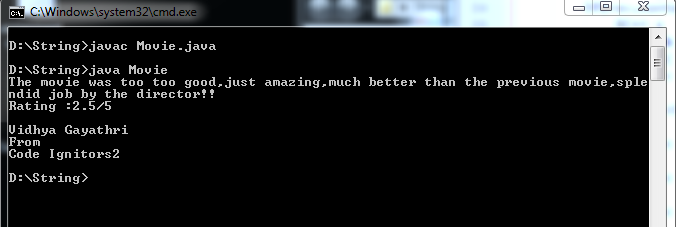 C:\Windows\system32\cmd.exe
D:\String>javac Movie.java
D:\String>java Movie
The movie was too too good,just amazing,much better than the previous movie,sple
ndid job by the director!!
Rating :2.5/5
Vidhya Gayathri
From
Code Ignitors2
D:\String>